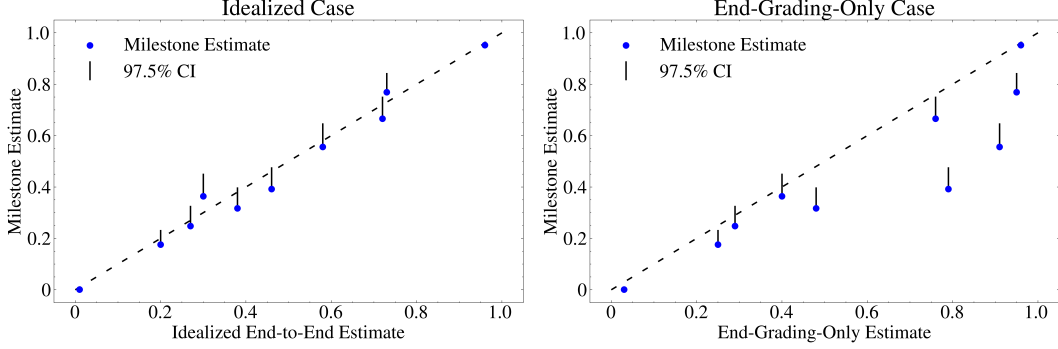 Idealized Case
Milestone Estimate
97.5% CI
1.0
0.8
0.6
0.4
0.2
0
Milestone Estimate
0
0.2
0.4
0.6
0.8
1.0
Idealized End-to-End Estimate
End-Grading-Only Case
Milestone Estimate
97.5% CI
1.0
0.8
0.6
0.4
0.2
0
Milestone Estimate
0
0.2
0.4
0.6
0.8
1.0
End-Grading-Only Estimate